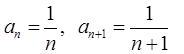 aₙ = 1/n, aₙ₊₁ = 1/(n+1)